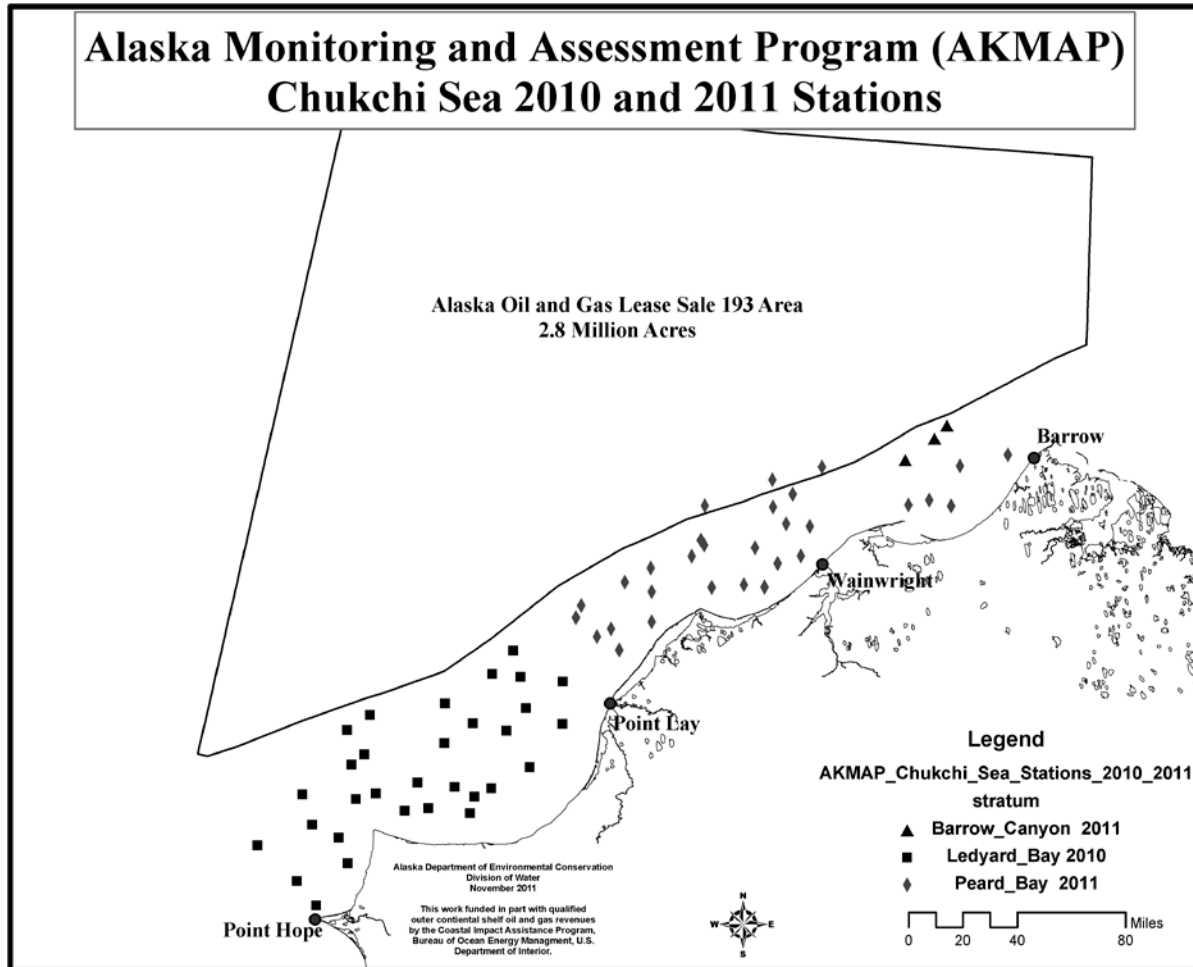 Alaska Monitoring and Assessment Program (AKMAP)
Chukchi Sea 2010 and 2011 Stations
Alaska Oil and Gas Lease Sale 193 Area
2.8 Million Acres
Barrow
Wainwright
Point Lay
Point Hope
Legend
AKMAP_Chukchi_Sea_Stations_2010_2011
stratum
Barrow_Canyon 2011
Ledyard_Bay 2010
Peard_Bay 2011
Alaska Department of Environmental Conservation
Division of Water
November 2011
This work funded in part with qualified
outer contiental shelf oil and gas revenues
by the Coastal Impact Assistance Program,
Bureau of Ocean Energy Managment, U.S.
Department of Interior.
N
W E
S
Miles
0 20 40 80